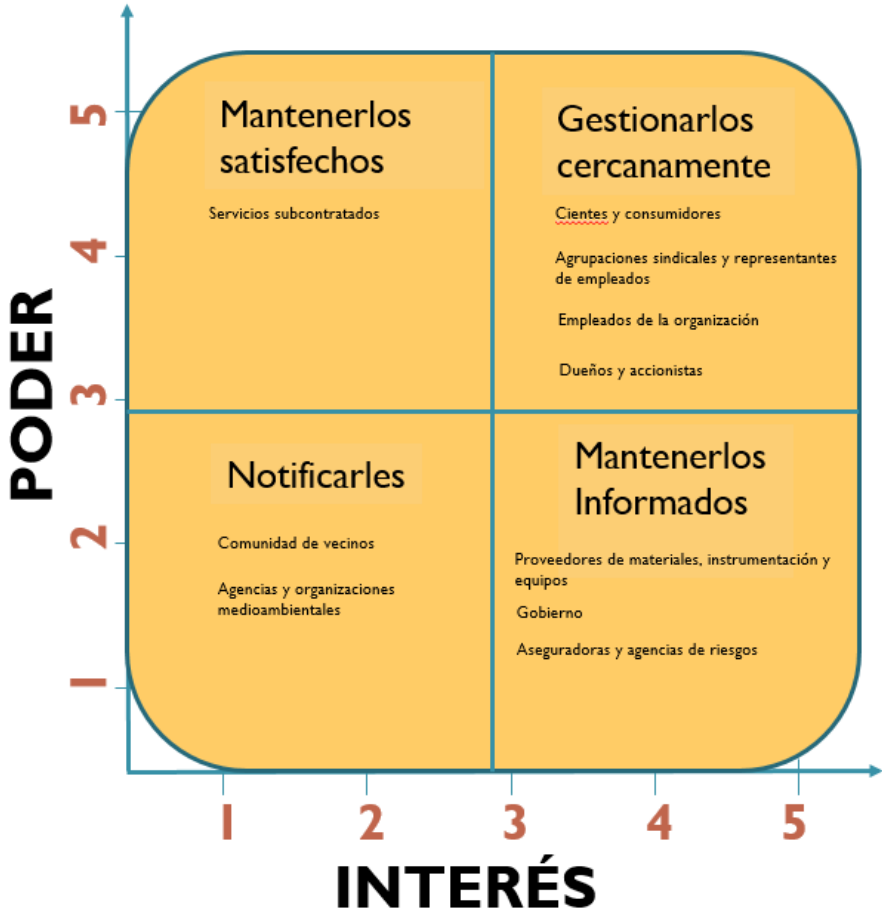 PODER
5
4
3
2
1
Mantenerlos
satisfechos
Servicios subcontratados
Gestionarlos
cercanamente
Cientes y consumidores
Agrupaciones sindicales y representantes
de empleados
Empleados de la organización
Dueños y accionistas
Notificarles
Comunidad de vecinos
Agencias y organizaciones
medioambientales
Mantenerlos
Informados
Proveedores de materiales, instrumentación y
equipos
Gobierno
Aseguradoras y agencias de riesgos
1 2 3 4 5
INTERÉS